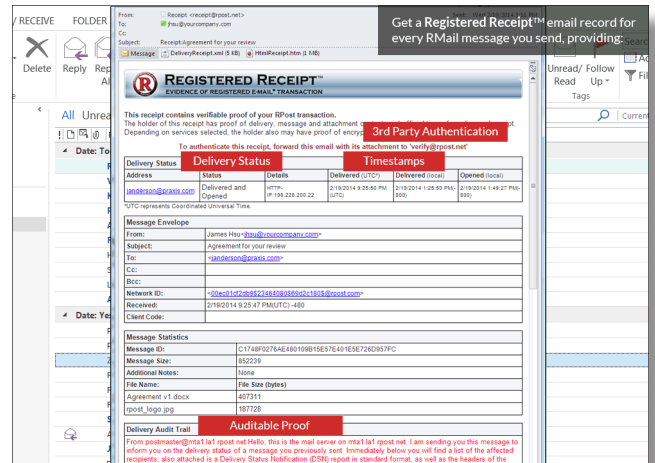 / RECEIVE FOLDER
Delete
Reply
Unread/ Follow
Read Up
Tags
All Unrea
Current
Date: To
Date: Ye
From: Receipt <receipt@rpost.net>
To: jhsu@yourcompany.com
Cc:
Subject: Receipt:Agreement for your review
Message DeliveryReceipt.xml (5 KB) HtmlReceipt.htm (1 MB)
Get a Registered Receipt™ email record for
every RMail message you send, providing:
R REGISTERED RECEIPT™
EVIDENCE OF REGISTERED E-MAIL® TRANSACTION
This receipt contains verifiable proof of your RPost transaction.
The holder of this receipt has proof of delivery, message and attachment
Depending on services selected, the holder also may have proof of
3rd Party Authentication
To authenticate this receipt, forward this email with its attachment to 'verify@rpost.net'
Delivery Status Delivery Status Timestamps
Address Status Details Delivered (UTC*) Delivered (local) Opened (local)
janderson@praxis.com Delivered and Opened HTTP-IP:198.228.200.22 2/19/2014 9:25:50 PM (UTC) 2/19/2014 1:25:50 PM(-800) 2/19/2014 1:49:27 PM(-800)
*UTC represents Coordinated Universal Time.
Message Envelope
From: James Hsu<jhsu@yourcompany.com>
Subject: Agreement for your review
To: <janderson@praxis.com>
Cc:
Bcc:
Network ID: <00ec01cf2db9$23464080$69d2c180$@rpost.com>
Received: 2/19/2014 9:25:47 PM(UTC) -480
Client Code:
Message Statistics
Message ID: C1748F0276AE480109B15E57E401E5E726D957FC
Message Size: 852239
Additional Notes: None
File Name: File Size (bytes)
Agreement v1.docx 407311
rpost_logo.jpg 187728
Delivery Audit Trail Auditable Proof
From:postmaster@mta1.la1.rpost.net:Hello, this is the mail server on mta1.la1.rpost.net. I am sending you this message to
inform you on the delivery status of a message you previously sent. Immediately below you will find a list of the affected
recipients, also attached is a Delivery Status Notification (DSN) report in standard format, as well as the headers of the